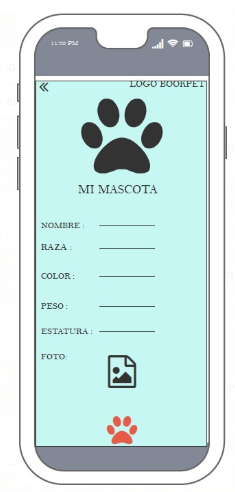 LOGO BOORPET
MI MASCOTA
NOMBRE :
RAZA :
COLOR :
PESO :
ESTATURA :
FOTO: